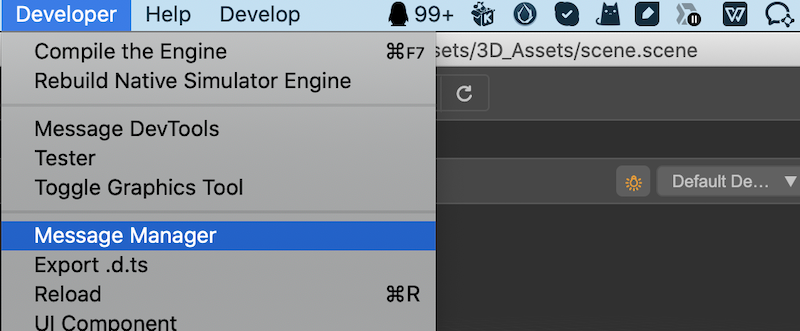 Developer Help Develop 99+
sets/3D_Assets/scene.scene
Compile the Engine ⌘F7
Rebuild Native Simulator Engine
Message DevTools
Tester
Toggle Graphics Tool
Default De...
Message Manager
Export .d.ts
Reload ⌘R
UI Component